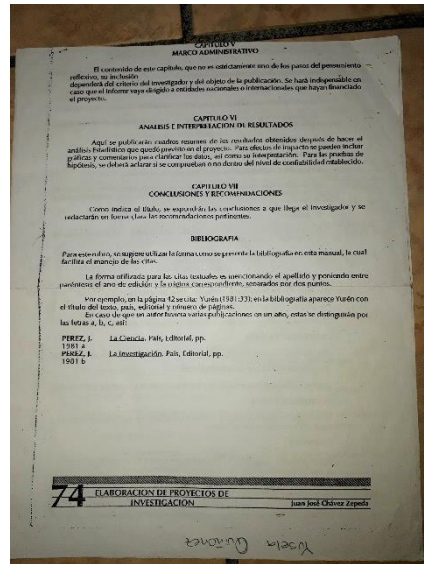 CAPITULO V
MARCO ADMINISTRATIVO
El contenido de este capítulo, que no es estrictamente uno de los pasos del pensamiento
reflexivo, su inclusión
dependerá del criterio del investigador y del objeto de la publicación. Se hará indispensable en
caso que el informe vaya dirigido a entidades nacionales o internacionales que hayan financiado
el proyecto.
CAPITULO VI
ANALISIS E INTERPRETACION DE RESULTADOS
Aquí se publicarán cuadros resumen de los resultados obtenidos después de hacer el
análisis Estadístico que quedó previsto en el proyecto. Para efectos de impacto se pueden incluir
gráficas y comentarios para clarificar los datos, así como su interpretación. Para las pruebas de
hipótesis, se deberá aclarar si se comprueban o no dentro del nivel de confiabilidad establecido.
CAPITULO VII
CONCLUSIONES Y RECOMENDACIONES
Como indica el título, se expondrán las conclusiones a que llega el investigador y se
redactarán en forma clara las recomendaciones pertinentes.
BIBLIOGRAFIA
Para este rubro, se sugiere utilizar la forma como se presenta la bibliografía en este manual, la cual
facilita el manejo de las citas.
La forma utilizada para las citas textuales es mencionando el apellido y poniendo entre
paréntesis el año de edición y la página correspondiente, separados por dos puntos.
Por ejemplo, en la página 42 se cita: Yurén (1981:33); en la bibliografía aparece Yurén con
el título del texto, país, editorial y número de páginas.
En caso de que un autor tuviera varias publicaciones en un año, estas se distinguirán por
las letras a, b, c, así:
PEREZ, J. La Ciencia. País, Editorial, pp.
1981 a
PEREZ, J. La Investigación. País, Editorial, pp.
1981 b
74 ELABORACION DE PROYECTOS DE
INVESTIGACION Juan José Chávez Zepeda
Quiñónez